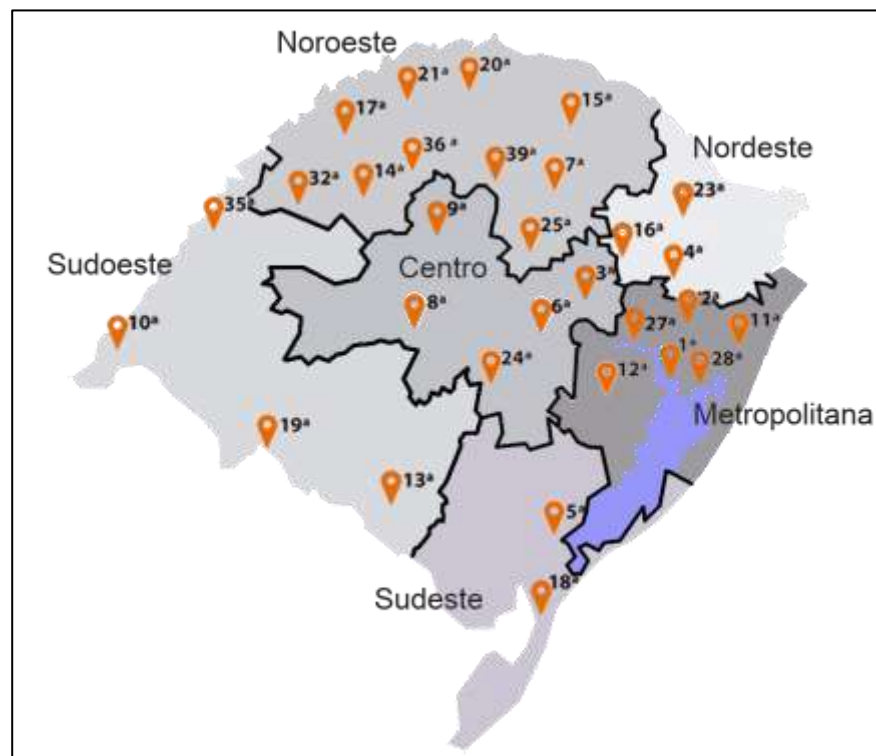 Noroeste
20ª
21ª
15ª
17ª
36 ª
39ª
Nordeste
7ª
14ª
32ª
23ª
35ª
9ª
25ª
16ª
4ª
Sudoeste
Centro
3ª
2ª
8ª
6ª
27ª
11ª
10ª
1ª
24ª
28ª
12ª
Metropolitana
19ª
13ª
5ª
18ª
Sudeste